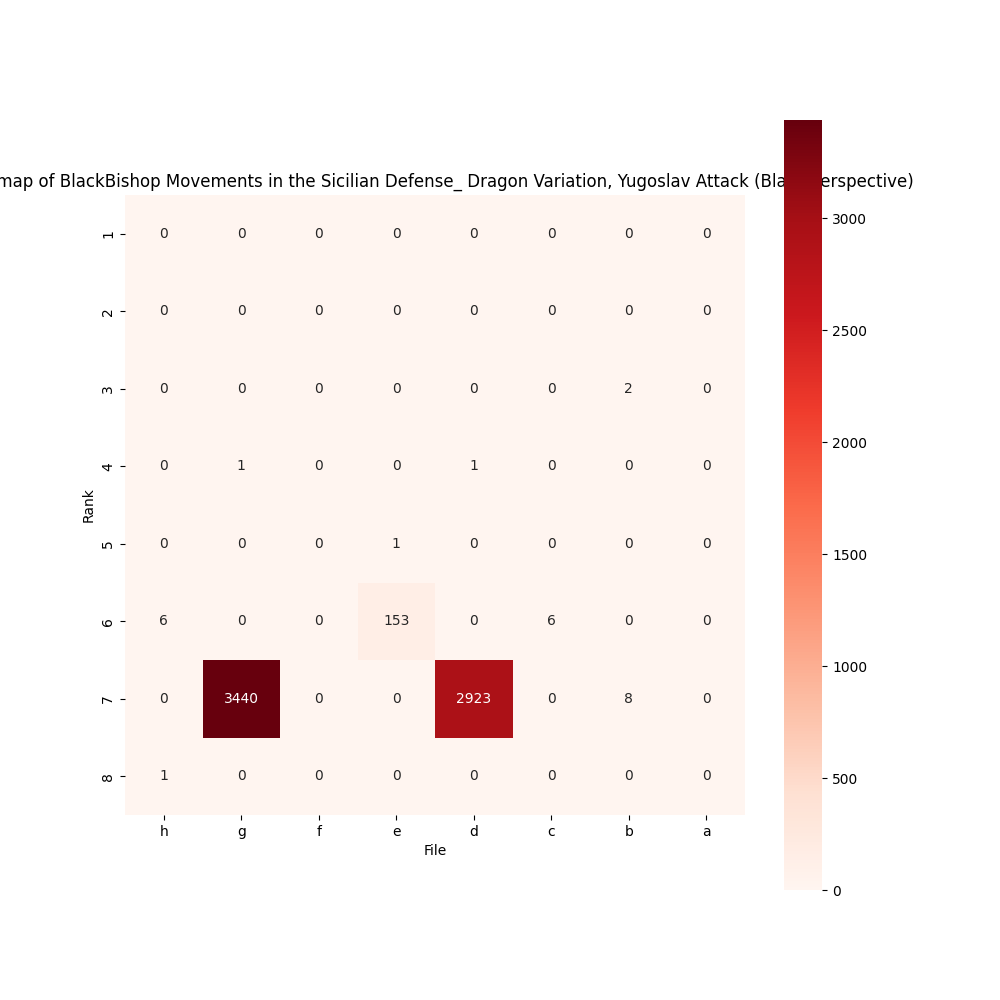 map of BlackBishop Movements in the Sicilian Defense_ Dragon Variation, Yugoslav Attack (Bla erspective)
1 0 0 0 0 0 0 0 0
2 0 0 0 0 0 0 0 0
3 0 0 0 0 0 0 2 0
4 0 1 0 0 1 0 0 0
Rank
5 0 0 0 1 0 0 0 0
6 6 0 0 153 0 6 0 0
7 0 3440 0 0 2923 0 8 0
8 1 0 0 0 0 0 0 0
h g f e d c b a
File
3000
2500
2000
1500
1000
500
0